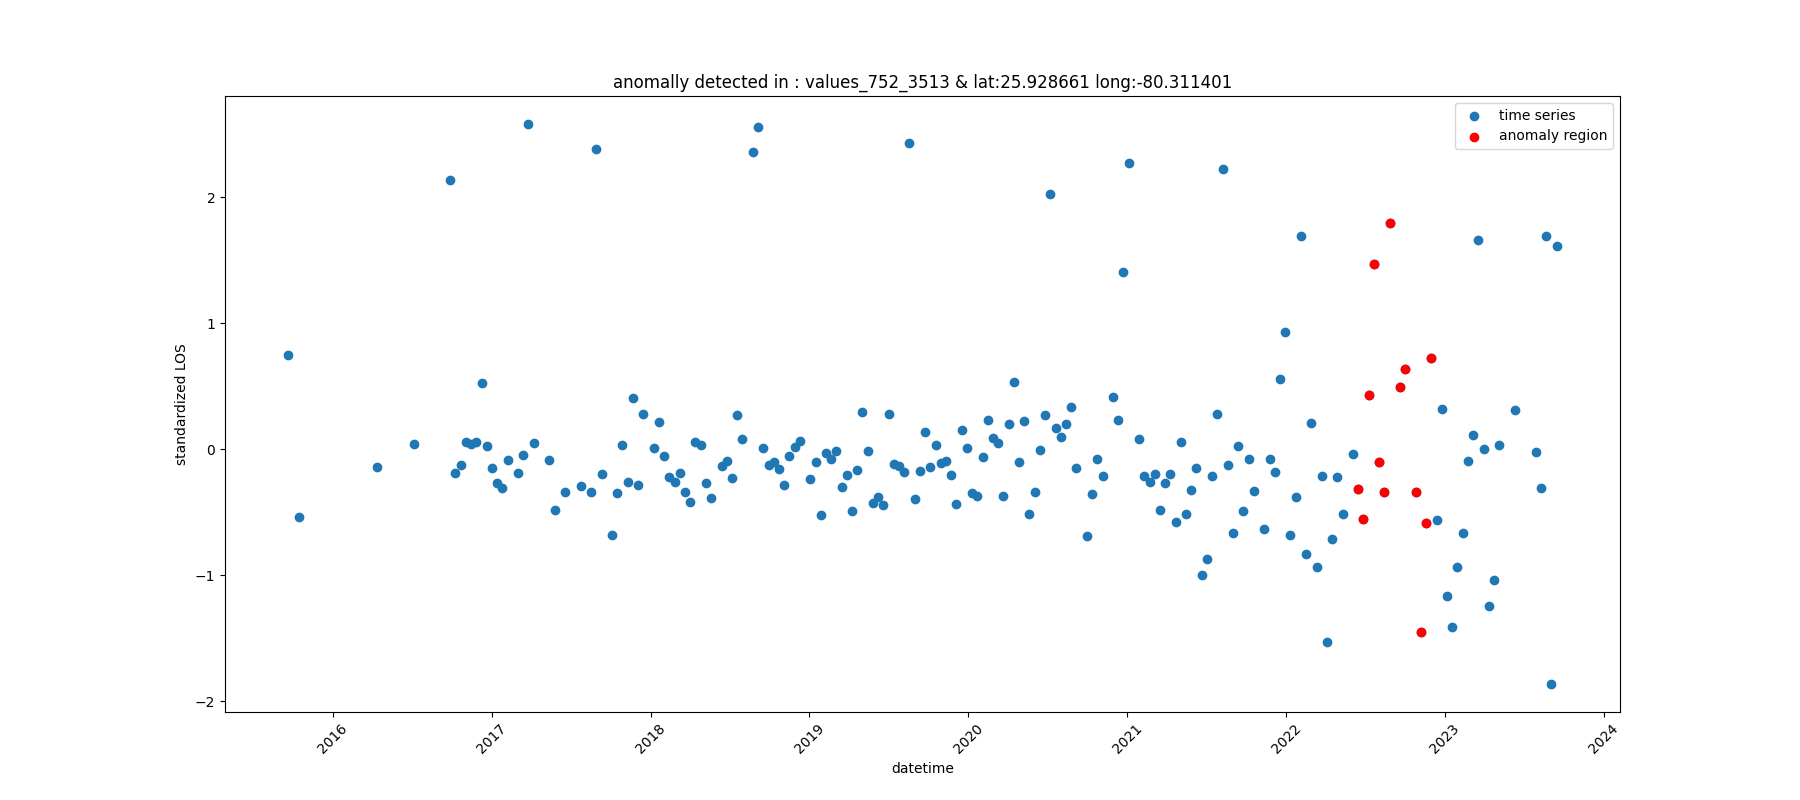 anomally detected in : values_752_3513 & lat:25.928661 long:-80.311401
time series
anomaly region
standardized LOS
2
1
0
−1
−2
2016
2017
2018
2019
2020
2021
2022
2023
2024
datetime